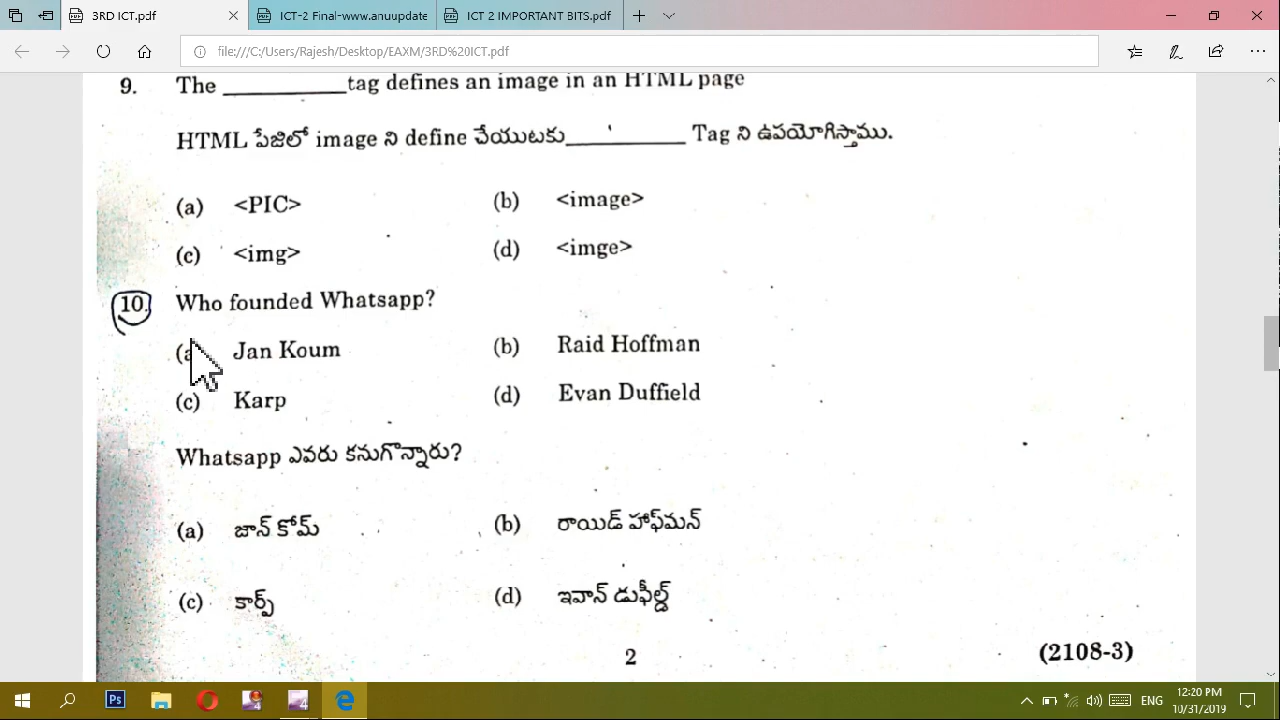 3RD ICT.pdf
ICT-2 Final-www.anuupdate
ICT 2 IMPORTANT BITS.pdf
file:///C:/Users/Rajesh/Desktop/EAXM/3RD%20ICT.pdf
9. The __________ tag defines an image in an HTML page
HTML పేజిలో image ని define చేయుటకు__________ Tag ని ఉపయోగిస్తాము.
(a) <PIC> (b) <image>
(c) <img> (d) <imge>
10. Who founded Whatsapp?
(a Jan Koum (b) Raid Hoffman
(c) Karp (d) Evan Duffield
Whatsapp ఎవరు కనుగొన్నారు?
(a) జాన్ కోమ్ (b) రాయిడ్ హాఫ్‌మన్
(c) కార్ప్ (d) ఇవాన్ డుఫీల్డ్
2
(2108-3)
Ps
4
ENG
12:20 PM
10/31/2019